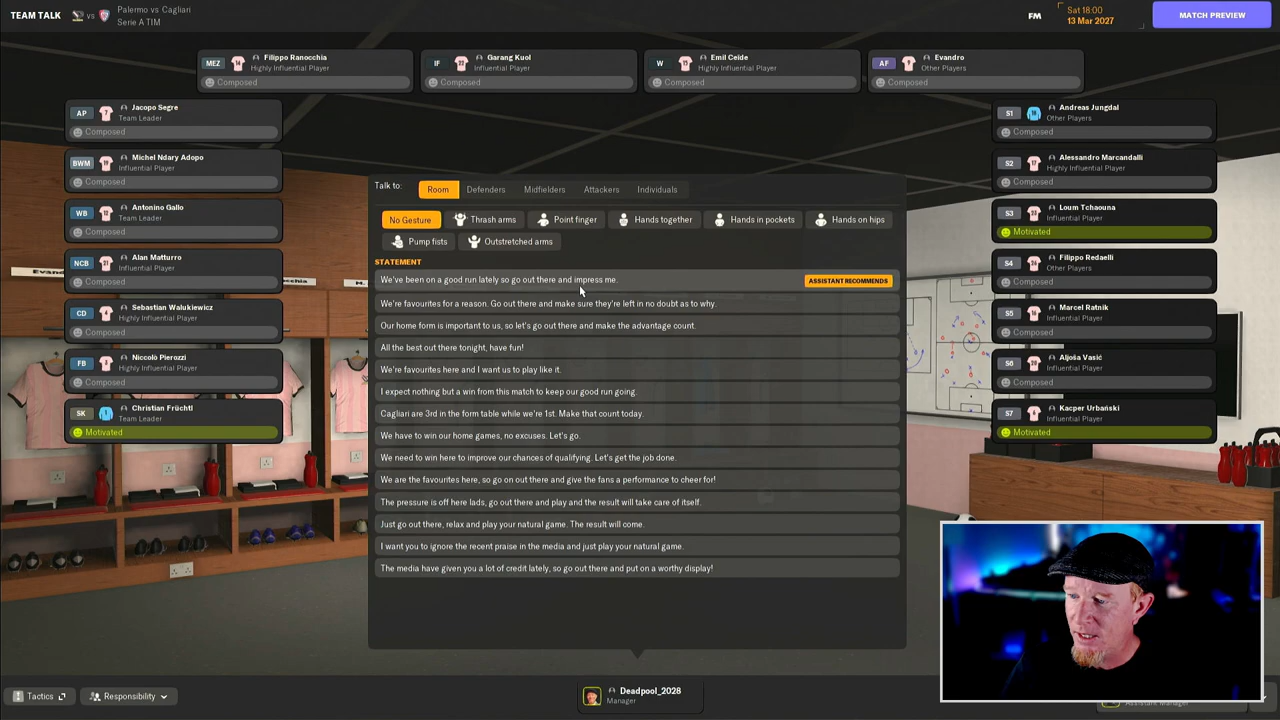 TEAM TALK
vs
Palermo vs Cagliari
Serie A TIM
FM
Sat 18:00
13 Mar 2027
MATCH PREVIEW
MEZ
Filippo Ranocchia
Highly Influential Player
Composed
IF
Garang Kuol
Influential Player
Composed
W
Emil Ceide
Highly Influential Player
Composed
AF
Evandro
Other Players
Composed
AP
Jacopo Segre
Team Leader
Composed
BWM
Michel Ndary Adopo
Influential Player
Composed
WB
Antonino Gallo
Team Leader
Composed
NCB
Alan Matturro
Influential Player
Composed
CD
Sebastian Walukiewicz
Highly Influential Player
Composed
FB
Niccolò Pierozzi
Highly Influential Player
Composed
SK
Christian Früchtl
Team Leader
Motivated
Talk to:
Room
Defenders
Midfielders
Attackers
Individuals
No Gesture
Thrash arms
Point finger
Hands together
Hands in pockets
Hands on hips
Pump fists
Outstretched arms
STATEMENT
We've been on a good run lately so go out there and impress me.
ASSISTANT RECOMMENDS
We're favourites for a reason. Go out there and make sure they're left in no doubt as to why.
Our home form is important to us, so let's go out there and make the advantage count.
All the best out there tonight, have fun!
We're favourites here and I want us to play like it.
I expect nothing but a win from this match to keep our good run going.
Cagliari are 3rd in the form table while we're 1st. Make that count today.
We have to win our home games, no excuses. Let's go.
We need to win here to improve our chances of qualifying. Let's get the job done.
We are the favourites here, so go on out there and give the fans a performance to cheer for!
The pressure is off here lads, go out there and play and the result will take care of itself.
Just go out there, relax and play your natural game. The result will come.
I want you to ignore the recent praise in the media and just play your natural game.
The media have given you a lot of credit lately, so go out there and put on a worthy display!
S1
Andreas Jungdal
Other Players
Composed
S2
Alessandro Marcandalli
Influential Player
Composed
S3
Loum Tchaouna
Influential Player
Motivated
S4
Filippo Redaelli
Other Players
Composed
S5
Marcel Ratnik
Influential Player
Composed
S6
Aljoša Vasić
Influential Player
Composed
S7
Kacper Urbański
Influential Player
Motivated
Tactics
Responsibility
Deadpool_2028
Manager
Assistant Manager